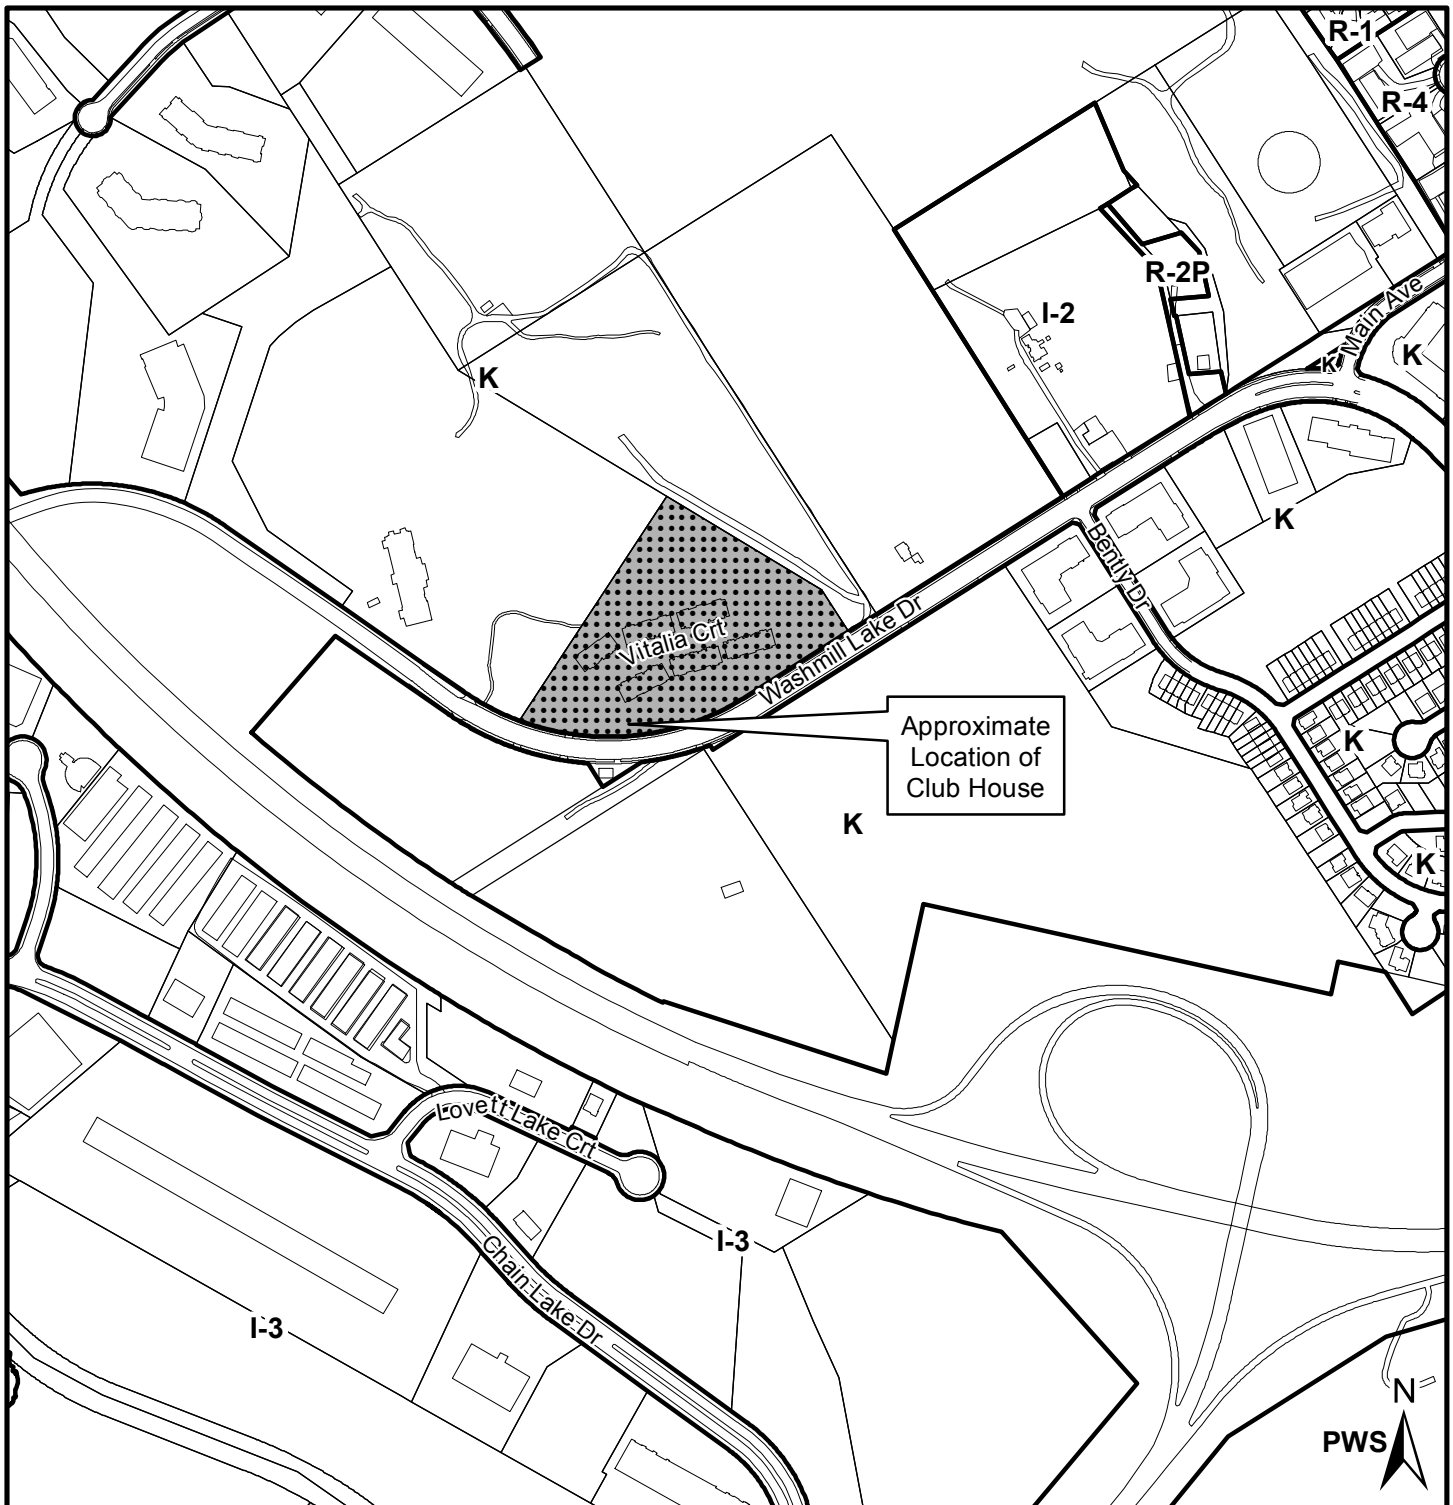 R-1
R-4
R-2P
I-2
Main Ave
K
K
K
K
Bently Dr
Vitalia Crt
Washmill Lake Dr
Approximate
Location of
Club House
K
K
K
Lovett Lake Crt
I-3
Chain Lake Dr
I-3
N
PWS